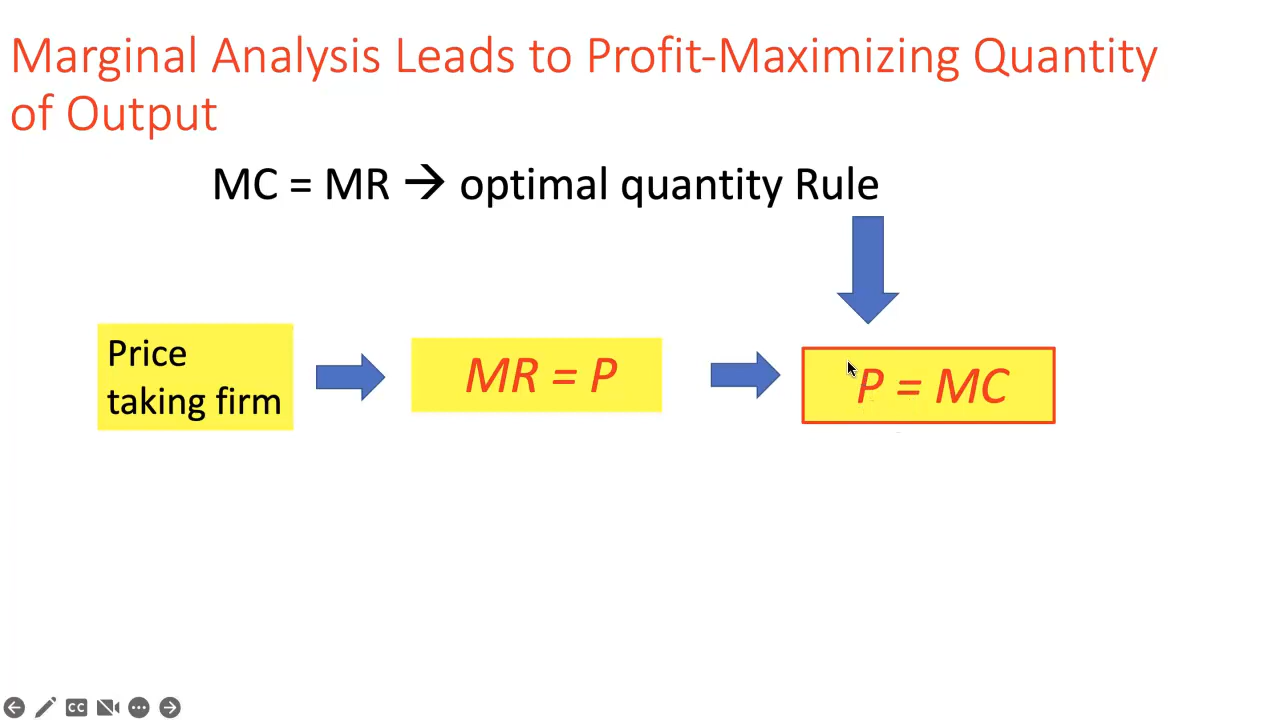 Marginal Analysis Leads to Profit-Maximizing Quantity
of Output
MC = MR → optimal quantity Rule
Price
taking firm
MR = P
P = MC
CC